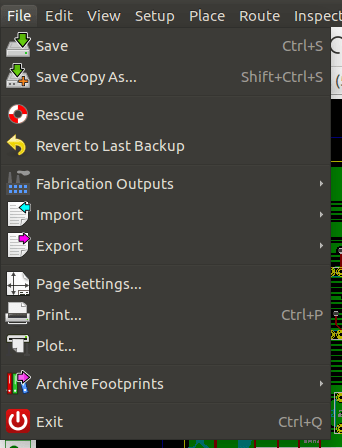 File Edit View Setup Place Route Inspect
Save Ctrl+S
Save Copy As... Shift+Ctrl+S
Rescue
Revert to Last Backup
Fabrication Outputs
Import
Export
Page Settings...
Print... Ctrl+P
Plot...
Archive Footprints
Exit Ctrl+Q